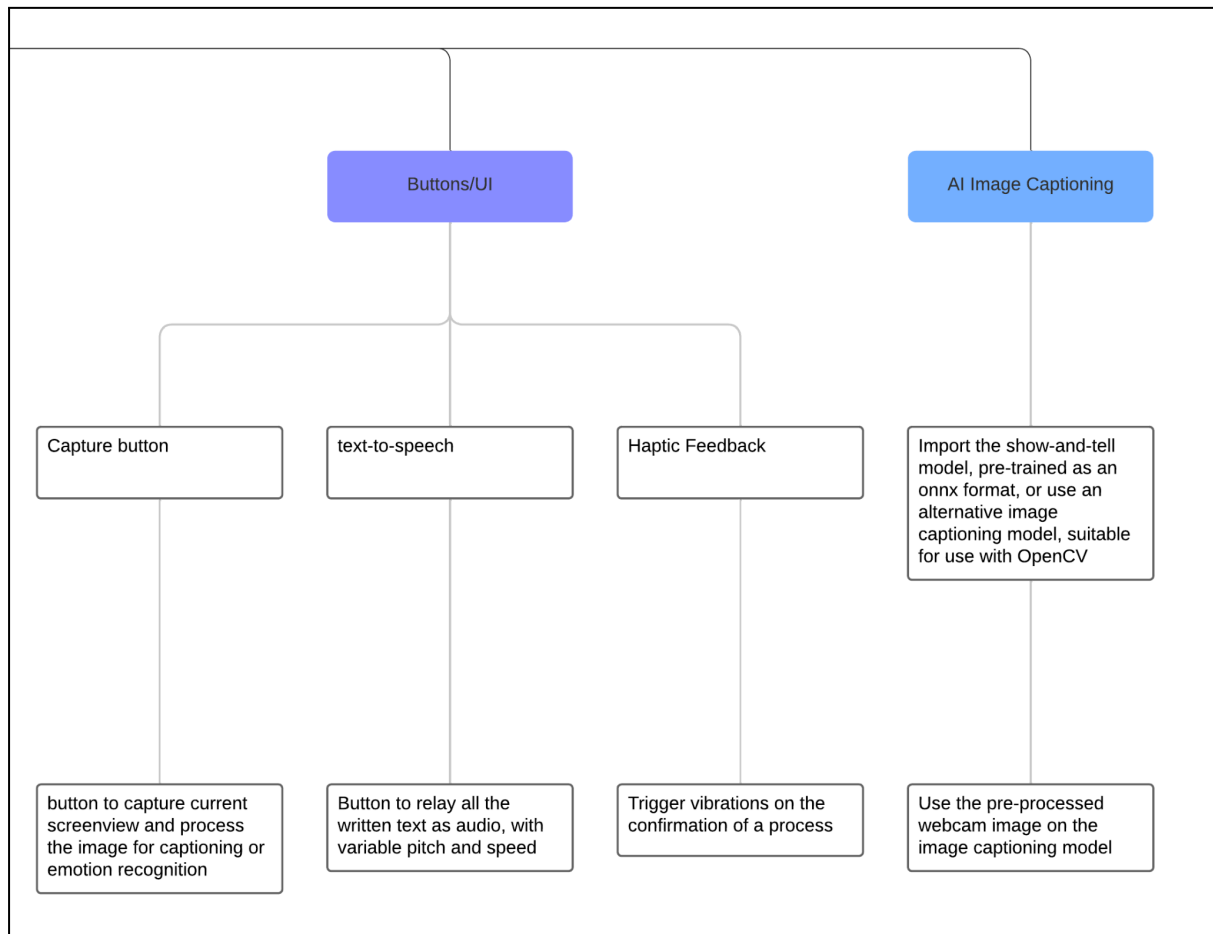 Buttons/UI
AI Image Captioning
Capture button
text-to-speech
Haptic Feedback
Import the show-and-tell
model, pre-trained as an
onnx format, or use an
alternative image
captioning model, suitable
for use with OpenCV
button to capture current
screenview and process
the image for captioning or
emotion recognition
Button to relay all the
written text as audio, with
variable pitch and speed
Trigger vibrations on the
confirmation of a process
Use the pre-processed
webcam image on the
image captioning model